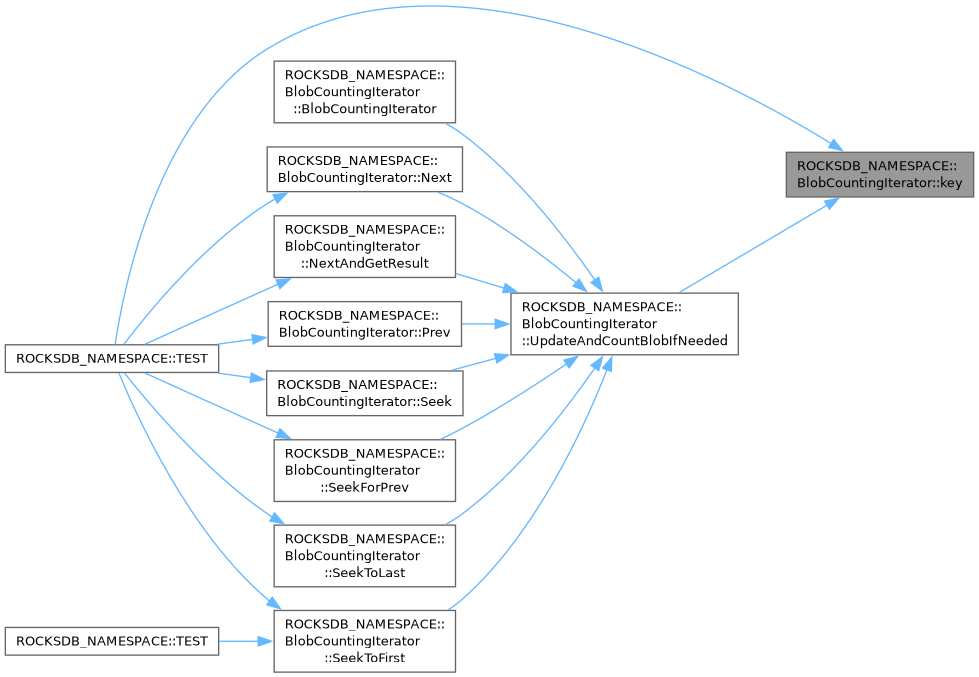 ROCKSDB_NAMESPACE::
BlobCountingIterator
::BlobCountingIterator
ROCKSDB_NAMESPACE::
BlobCountingIterator::Next
ROCKSDB_NAMESPACE::
BlobCountingIterator::key
ROCKSDB_NAMESPACE::
BlobCountingIterator
::NextAndGetResult
ROCKSDB_NAMESPACE::
BlobCountingIterator::Prev
ROCKSDB_NAMESPACE::
BlobCountingIterator
::UpdateAndCountBlobIfNeeded
ROCKSDB_NAMESPACE::TEST
ROCKSDB_NAMESPACE::
BlobCountingIterator::Seek
ROCKSDB_NAMESPACE::
BlobCountingIterator
::SeekForPrev
ROCKSDB_NAMESPACE::
BlobCountingIterator
::SeekToLast
ROCKSDB_NAMESPACE::TEST
ROCKSDB_NAMESPACE::
BlobCountingIterator
::SeekToFirst